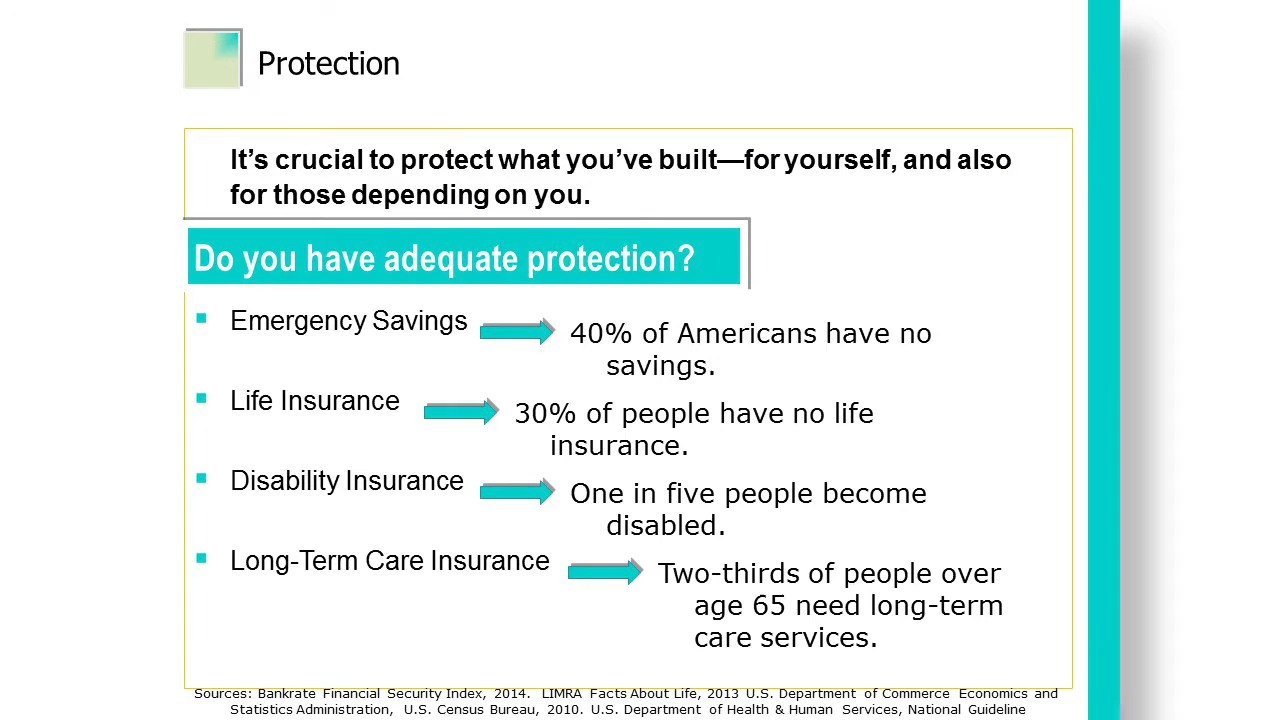 Protection
It’s crucial to protect what you’ve built—for yourself, and also
for those depending on you.
Do you have adequate protection?
Emergency Savings
40% of Americans have no
savings.
Life Insurance
30% of people have no life
insurance.
Disability Insurance
One in five people become
disabled.
Long-Term Care Insurance
Two-thirds of people over
age 65 need long-term
care services.
Sources: Bankrate Financial Security Index, 2014. LIMRA Facts About Life, 2013 U.S. Department of Commerce Economics and
Statistics Administration, U.S. Census Bureau, 2010. U.S. Department of Health & Human Services, National Guideline